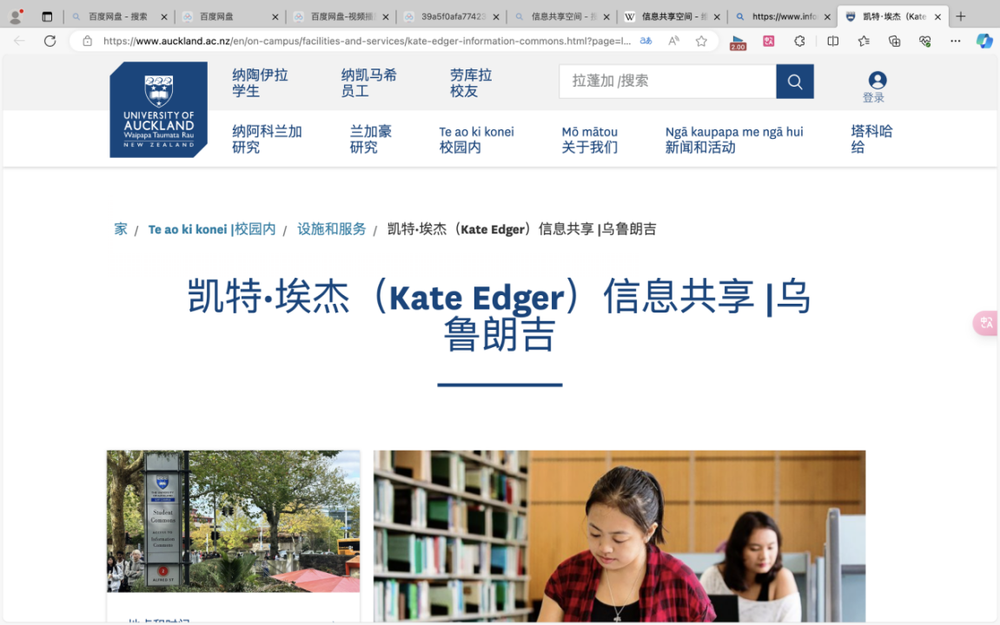 百度网盘 - 搜索
百度网盘
百度网盘-视频播
39a5f0afa77423
信息共享空间 - 搜
信息共享空间 - 维
https://www.info
凯特·埃杰（Kate
https://www.auckland.ac.nz/en/on-campus/facilities-and-services/kate-edger-information-commons.html?page=l...
2.00
纳陶伊拉
学生
纳凯马希
员工
劳库拉
校友
拉蓬加 /搜索
登录
UNIVERSITY OF
AUCKLAND
Waipapa Taumata Rau
NEW ZEALAND
纳阿科兰加
研究
兰加豪
研究
Te ao ki konei
校园内
Mō mātou
关于我们
Ngā kaupapa me ngā hui
新闻和活动
塔科哈
给
家 / Te ao ki konei |校园内 / 设施和服务 / 凯特·埃杰（Kate Edger）信息共享 |乌鲁朗吉
凯特·埃杰（Kate Edger）信息共享 |乌
鲁朗吉
Student
Commons
Information
Commons
ALFRED ST
地点和时间